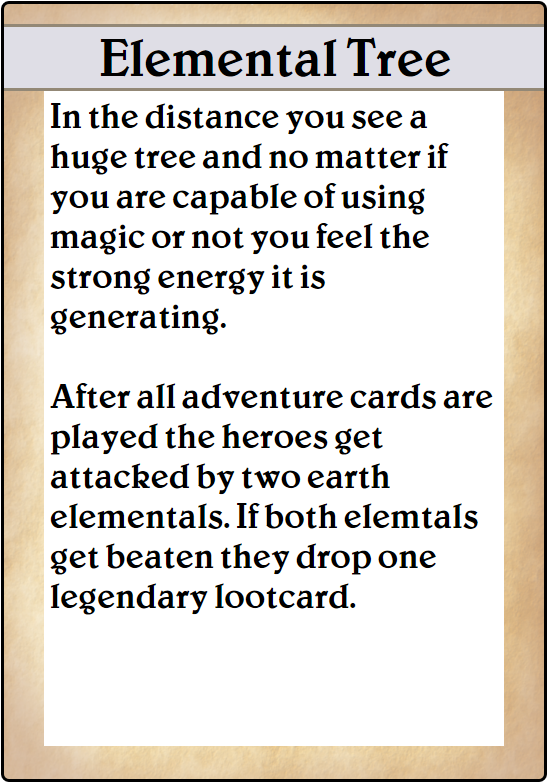 Elemental Tree
In the distance you see a
huge tree and no matter if
you are capable of using
magic or not you feel the
strong energy it is
generating.
After all adventure cards are
played the heroes get
attacked by two earth
elementals. If both elemtals
get beaten they drop one
legendary lootcard.